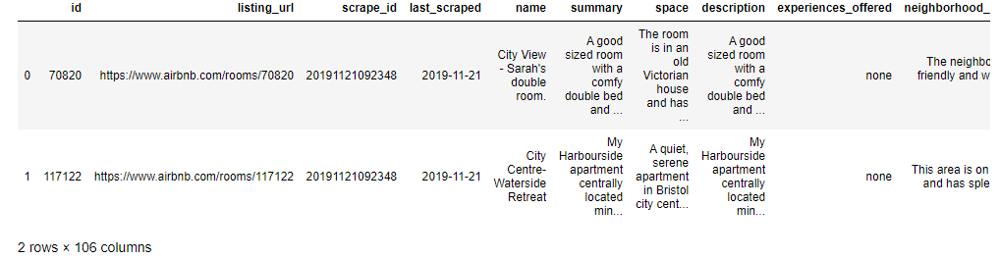 id listing_url scrape_id last_scraped name summary space description experiences_offered neighborhood_
0 70820 https://www.airbnb.com/rooms/70820 20191121092348 2019-11-21 City View - Sarah's double room. A good sized room with a comfy double bed and ... The room is in an old Victorian house and has ... A good sized room with a comfy double bed and ... none The neighbo friendly and w
1 117122 https://www.airbnb.com/rooms/117122 20191121092348 2019-11-21 City Centre- Waterside Retreat My Harbourside apartment centrally located min... A quiet, serene apartment in Bristol city cent... My Harbourside apartment centrally located min... none This area is on and has sple
2 rows × 106 columns